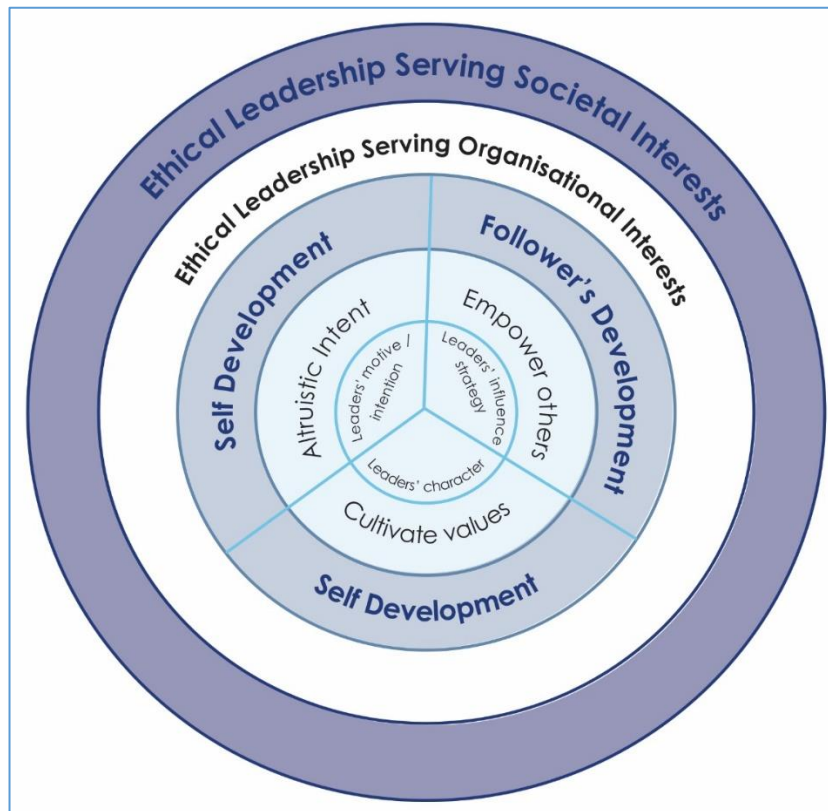 Ethical Leadership Serving Societal Interests
Ethical Leadership Serving Organisational Interests
Self Development
Follower's Development
Altruistic Intent
Empower others
Leaders' motive /
intention
Leaders' influence
strategy
Leaders' character
Cultivate values
Self Development